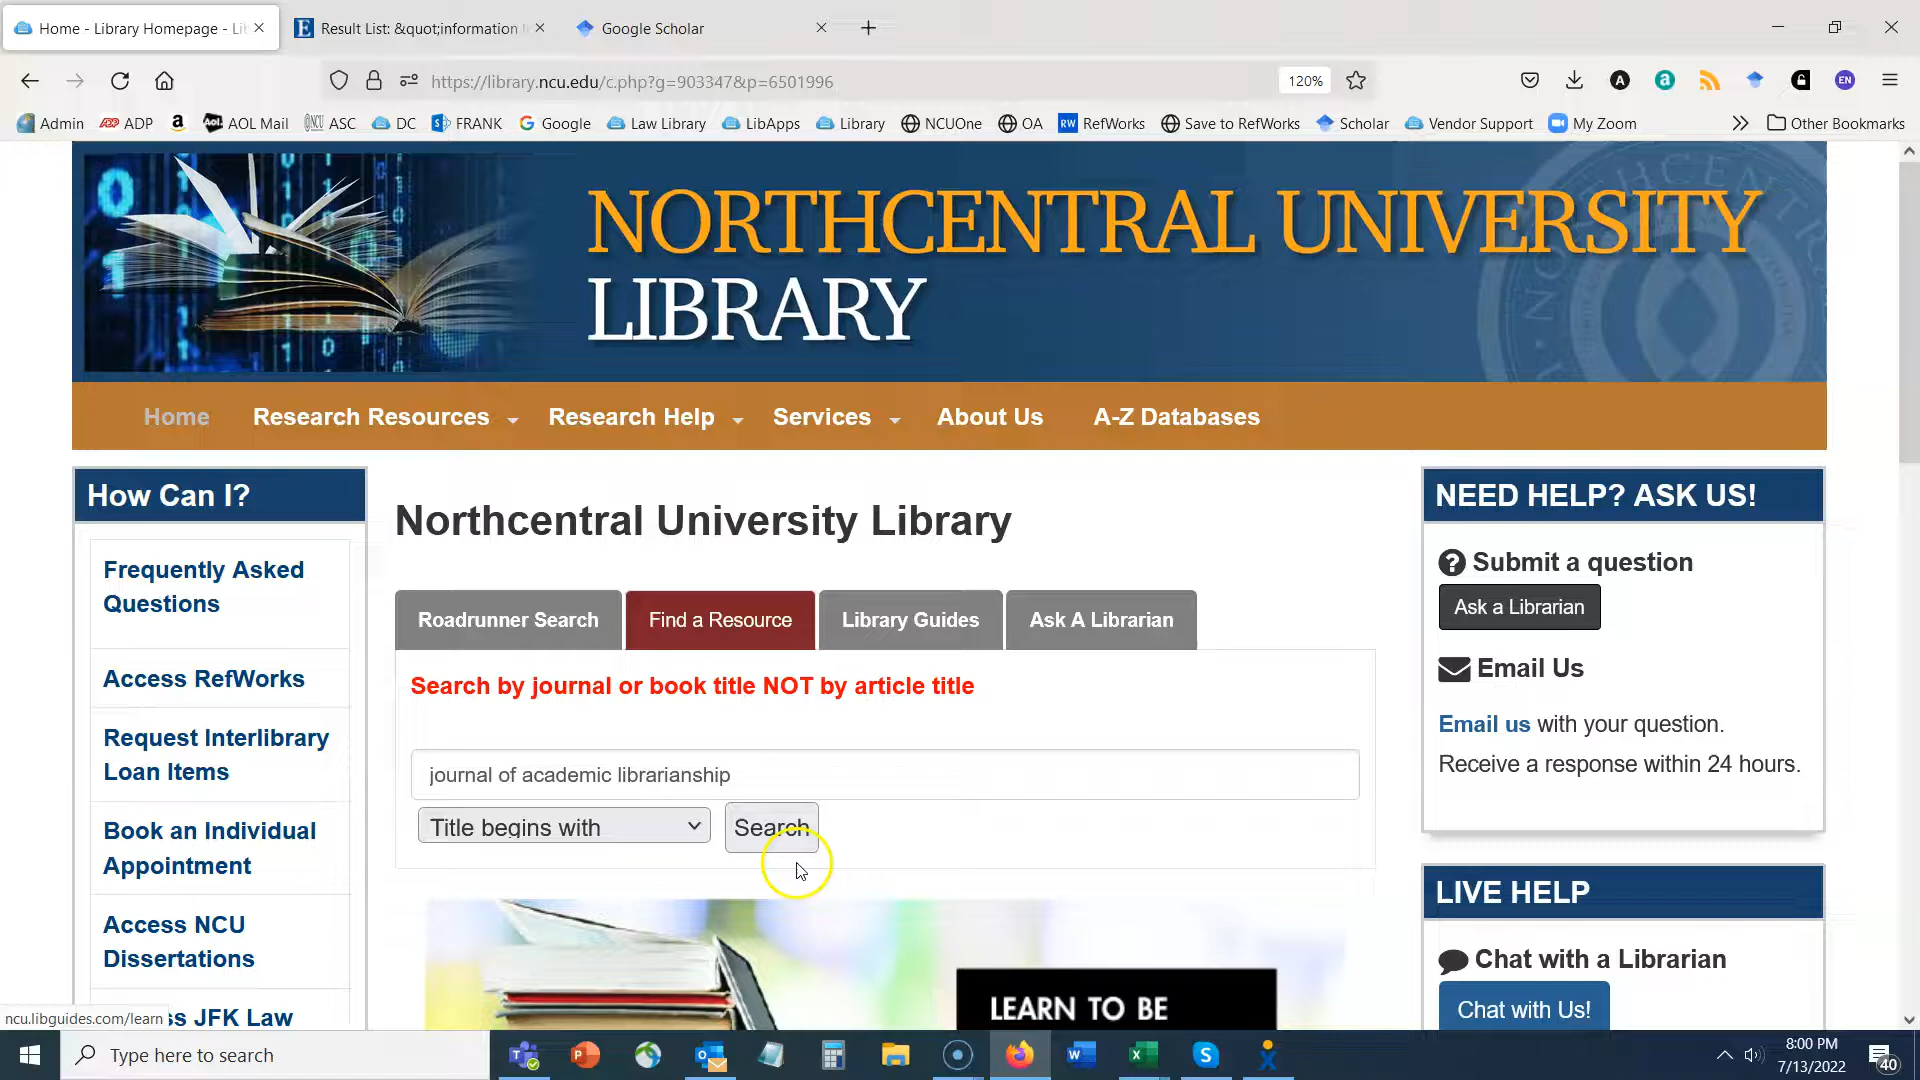 Home - Library Homepage - Lib
Result List: &quot;information l
Google Scholar
https://library.ncu.edu/c.php?g=903347&p=6501996
120%
Admin
ADP
AOL Mail
ASC
DC
FRANK
Google
Law Library
LibApps
Library
NCUOne
OA
RefWorks
Save to RefWorks
Scholar
Vendor Support
My Zoom
Other Bookmarks
NORTHCENTRAL UNIVERSITY
LIBRARY
Home
Research Resources
Research Help
Services
About Us
A-Z Databases
How Can I?
Frequently Asked
Questions
Access RefWorks
Request Interlibrary
Loan Items
Book an Individual
Appointment
Access NCU
Dissertations
s JFK Law
Northcentral University Library
Roadrunner Search
Find a Resource
Library Guides
Ask A Librarian
Search by journal or book title NOT by article title
journal of academic librarianship
Title begins with
Search
LEARN TO BE
NEED HELP? ASK US!
Submit a question
Ask a Librarian
Email Us
Email us with your question.
Receive a response within 24 hours.
LIVE HELP
Chat with a Librarian
Chat with Us!
ncu.libguides.com/learn
Type here to search
8:00 PM
7/13/2022
40